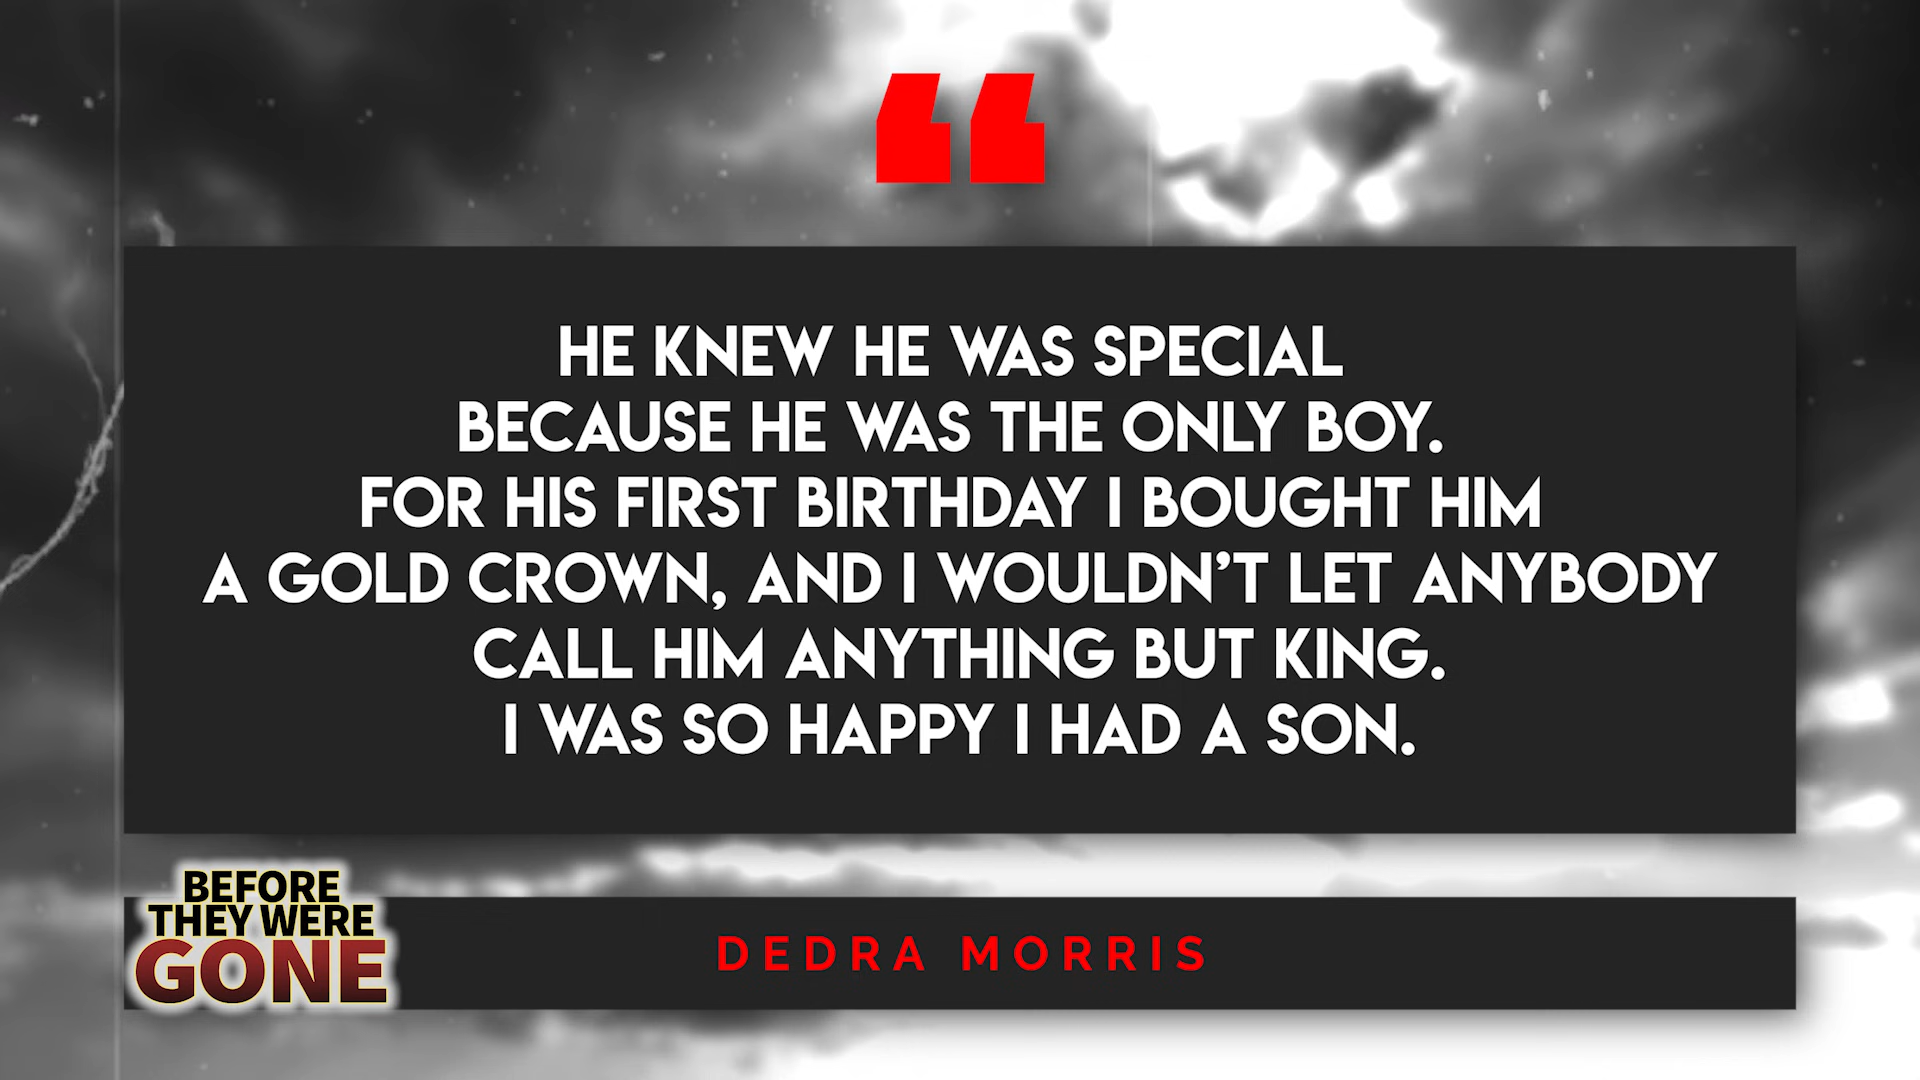 “
HE KNEW HE WAS SPECIAL
BECAUSE HE WAS THE ONLY BOY.
FOR HIS FIRST BIRTHDAY I BOUGHT HIM
A GOLD CROWN, AND I WOULDN’T LET ANYBODY
CALL HIM ANYTHING BUT KING.
I WAS SO HAPPY I HAD A SON.
BEFORE
THEY WERE
GONE
DEDRA MORRIS